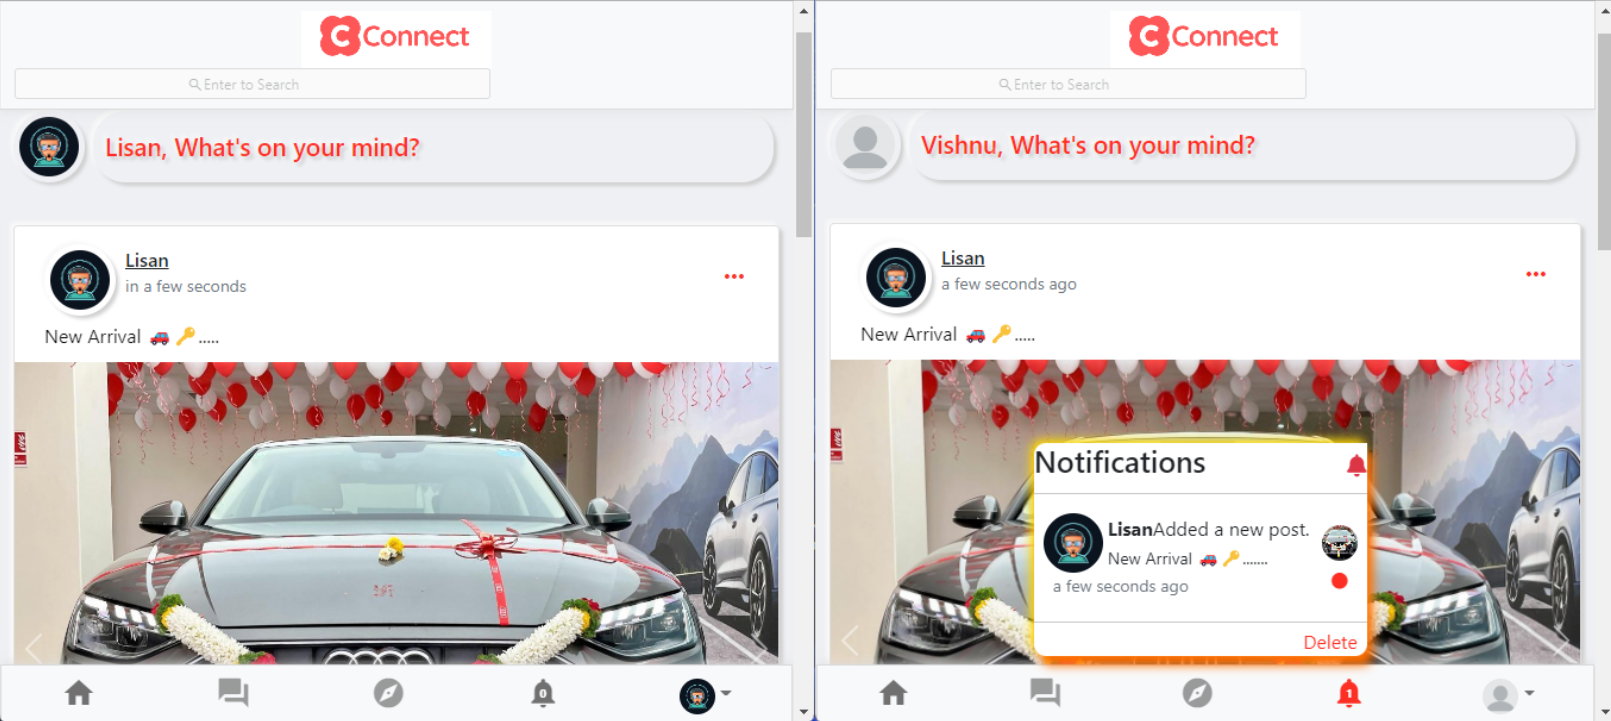 Connect
Enter to Search
Lisan, What's on your mind?
Lisan
in a few seconds
New Arrival 🚗 🔑.....
0
Connect
Enter to Search
Vishnu, What's on your mind?
Lisan
a few seconds ago
New Arrival 🚗 🔑.....
Notifications
LisanAdded a new post.
New Arrival 🚗 🔑.......
a few seconds ago
Delete
1